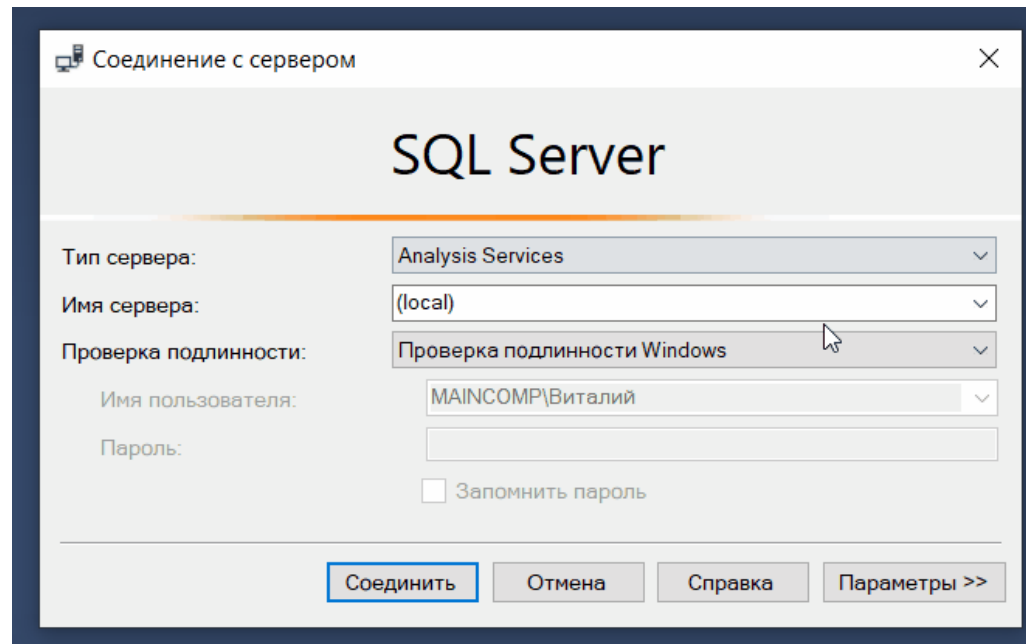 Соединение с сервером
SQL Server
Тип сервера: Analysis Services
Имя сервера: (local)
Проверка подлинности: Проверка подлинности Windows
Имя пользователя: MAINCOMP\Виталий
Пароль:
Запомнить пароль
Соединить Отмена Справка Параметры >>